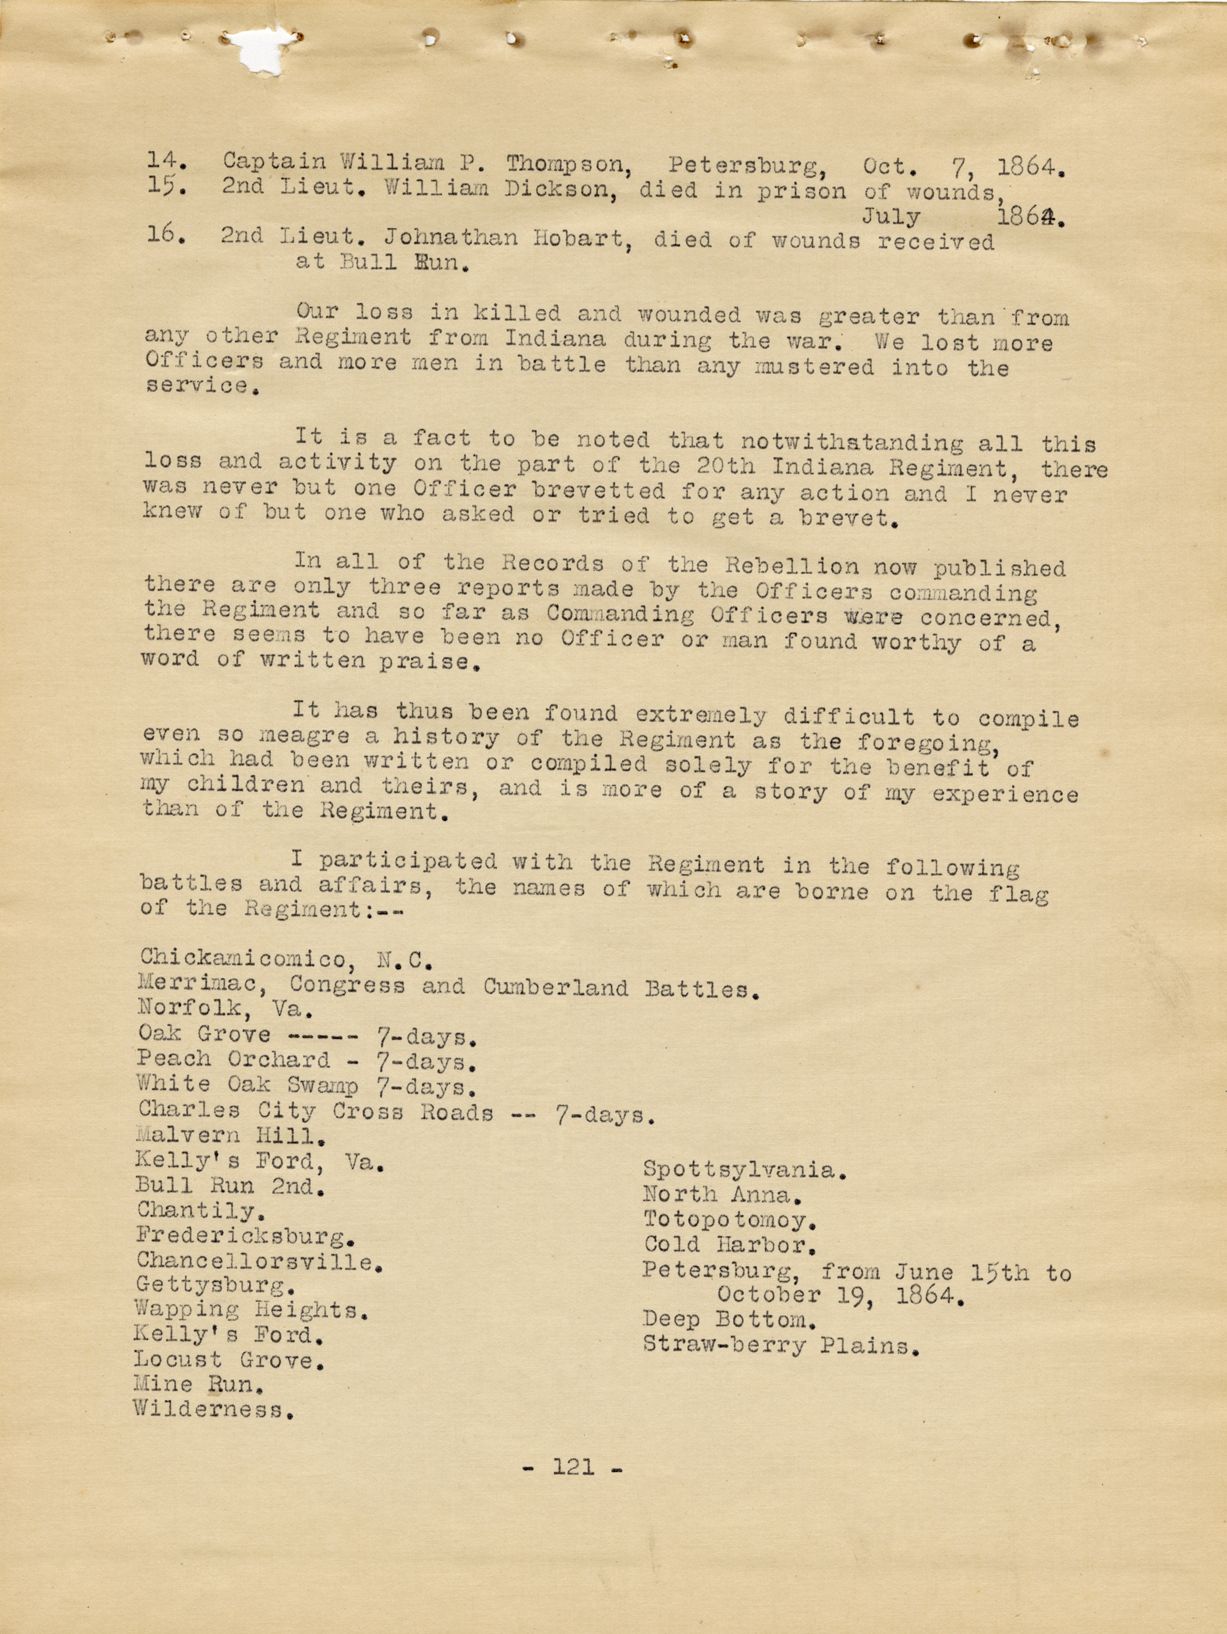 14. Captain William P. Thompson, Petersburg, Oct. 7, 1864.
15. 2nd Lieut. William Dickson, died in prison of wounds,
July 1864.
16. 2nd Lieut. Johnathan Hobart, died of wounds received
at Bull Run.
Our loss in killed and wounded was greater than from
any other Regiment from Indiana during the war. We lost more
Officers and more men in battle than any mustered into the
service.
It is a fact to be noted that notwithstanding all this
loss and activity on the part of the 20th Indiana Regiment, there
was never but one Officer brevetted for any action and I never
knew of but one who asked or tried to get a brevet.
In all of the Records of the Rebellion now published
there are only three reports made by the Officers commanding
the Regiment and so far as Commanding Officers were concerned,
there seems to have been no Officer or man found worthy of a
word of written praise.
It has thus been found extremely difficult to compile
even so meagre a history of the Regiment as the foregoing,
which had been written or compiled solely for the benefit of
my children and theirs, and is more of a story of my experience
than of the Regiment.
I participated with the Regiment in the following
battles and affairs, the names of which are borne on the flag
of the Regiment:--
Chickamicomico, N.C.
Merrimac, Congress and Cumberland Battles.
Norfolk, Va.
Oak Grove ----- 7-days.
Peach Orchard - 7-days.
White Oak Swamp 7-days.
Charles City Cross Roads -- 7-days.
Malvern Hill.
Kelly's Ford, Va.
Bull Run 2nd.
Chantily.
Fredericksburg.
Chancellorsville.
Gettysburg.
Wapping Heights.
Kelly's Ford.
Locust Grove.
Mine Run.
Wilderness.
Spottsylvania.
North Anna.
Totopotomoy.
Cold Harbor.
Petersburg, from June 15th to
October 19, 1864.
Deep Bottom.
Straw-berry Plains.
- 121 -